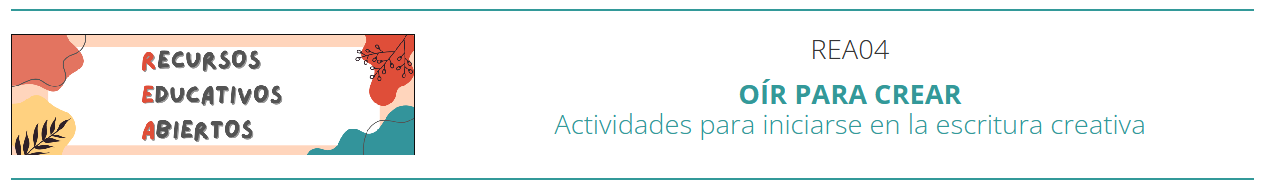 RECURSOS
EDUCATIVOS
ABIERTOS
REA04
OÍR PARA CREAR
Actividades para iniciarse en la escritura creativa